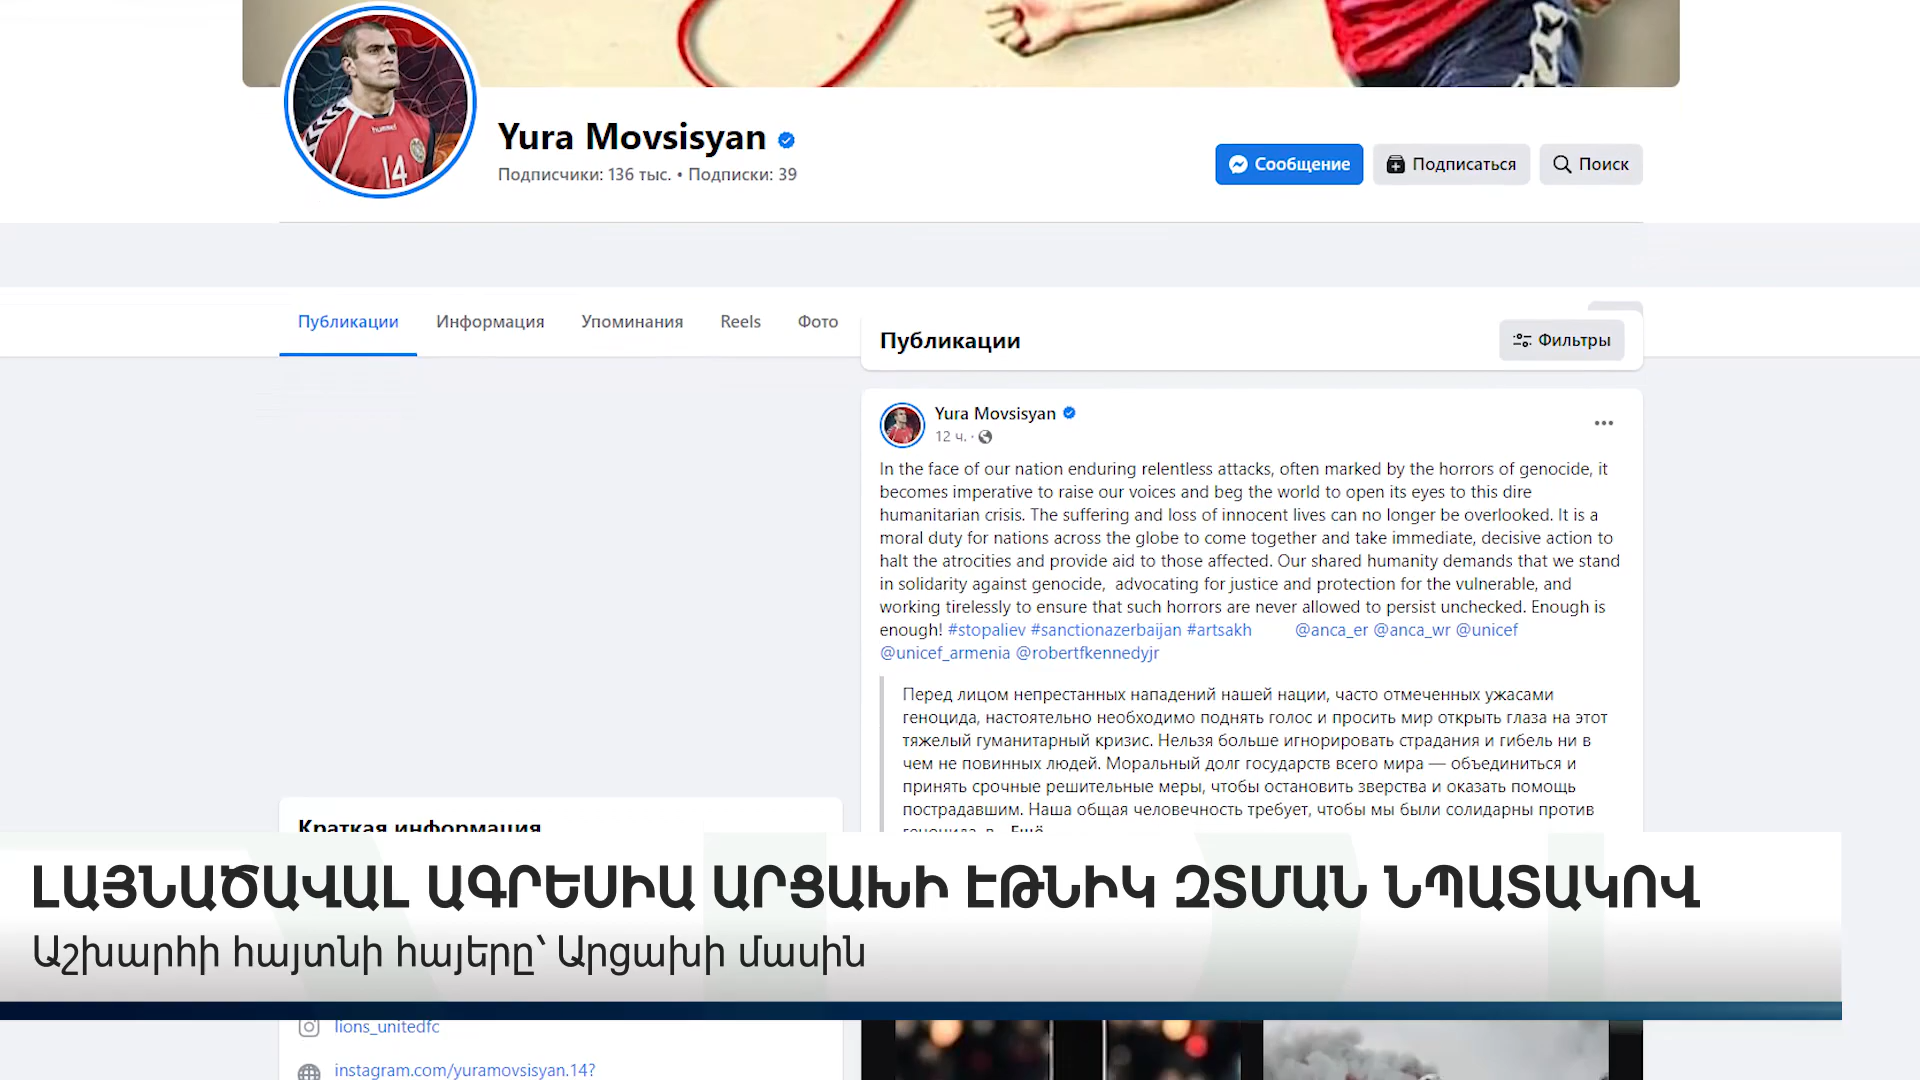 hummel
14
Yura Movsisyan
Подписчики: 136 тыс. • Подписки: 39
Сообщение
Подписаться
Поиск
Публикации
Информация
Упоминания
Reels
Фото
Публикации
Фильтры
Yura Movsisyan
12 ч. ·
In the face of our nation enduring relentless attacks, often marked by the horrors of genocide, it
becomes imperative to raise our voices and beg the world to open its eyes to this dire
humanitarian crisis. The suffering and loss of innocent lives can no longer be overlooked. It is a
moral duty for nations across the globe to come together and take immediate, decisive action to
halt the atrocities and provide aid to those affected. Our shared humanity demands that we stand
in solidarity against genocide, advocating for justice and protection for the vulnerable, and
working tirelessly to ensure that such horrors are never allowed to persist unchecked. Enough is
enough! #stopaliev #sanctionazerbaijan #artsakh @anca_er @anca_wr @unicef
@unicef_armenia @robertfkennedyjr
Перед лицом непрестанных нападений нашей нации, часто отмеченных ужасами
геноцида, настоятельно необходимо поднять голос и просить мир открыть глаза на этот
тяжелый гуманитарный кризис. Нельзя больше игнорировать страдания и гибель ни в
чем не повинных людей. Моральный долг государств всего мира — объединиться и
принять срочные решительные меры, чтобы остановить зверства и оказать помощь
пострадавшим. Наша общая человечность требует, чтобы мы были солидарны против
геноцида, в... Ещё
Краткая информация
ԼԱՅՆԱԾԱՎԱԼ ԱԳՐԵՍԻԱ ԱՐՑԱԽԻ ԷԹՆԻԿ ԶՏՄԱՆ ՆՊԱՏԱԿՈՎ
Աշխարհի հայտնի հայերը՝ Արցախի մասին
lions_unitedfc
instagram.com/yuramovsisyan.14?